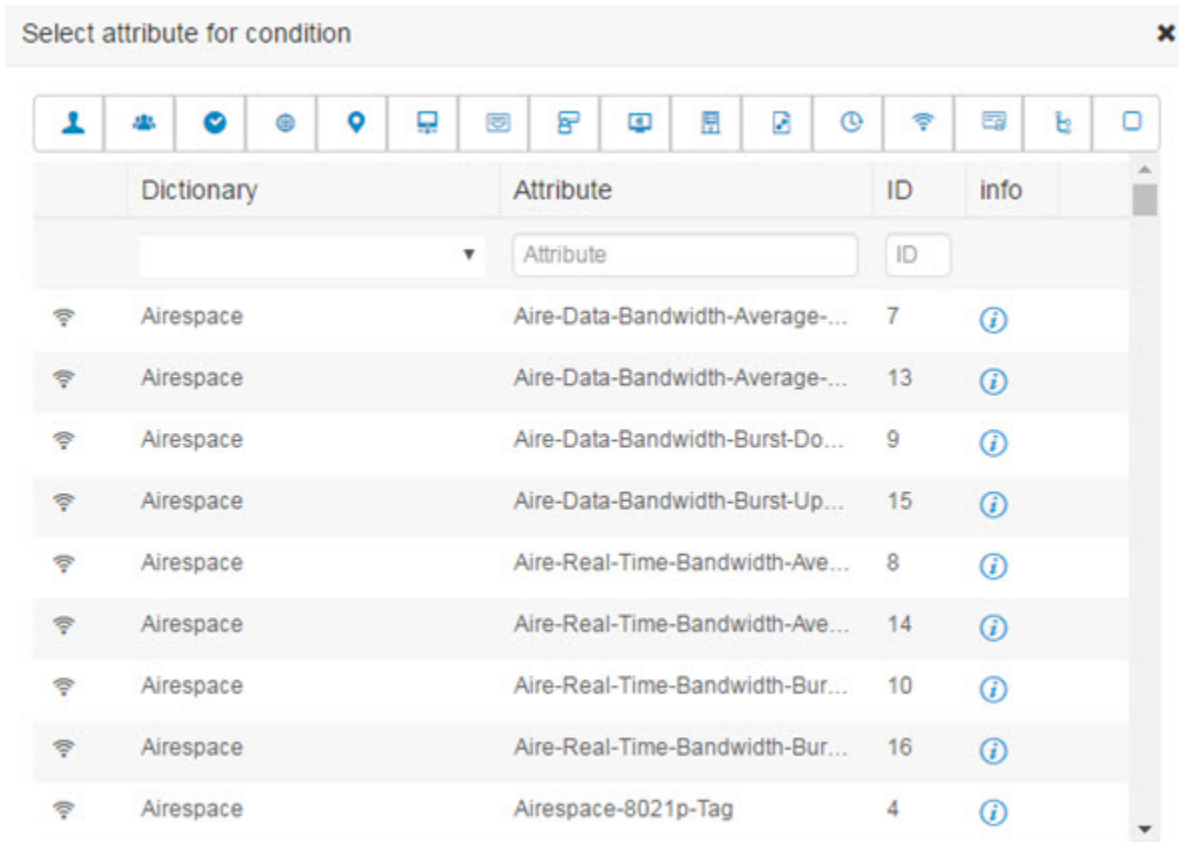 Select attribute for condition
Dictionary Attribute ID info
Attribute ID
Airespace Aire-Data-Bandwidth-Average-... 7
Airespace Aire-Data-Bandwidth-Average-... 13
Airespace Aire-Data-Bandwidth-Burst-Do... 9
Airespace Aire-Data-Bandwidth-Burst-Up... 15
Airespace Aire-Real-Time-Bandwidth-Ave... 8
Airespace Aire-Real-Time-Bandwidth-Ave... 14
Airespace Aire-Real-Time-Bandwidth-Bur... 10
Airespace Aire-Real-Time-Bandwidth-Bur... 16
Airespace Airespace-8021p-Tag 4